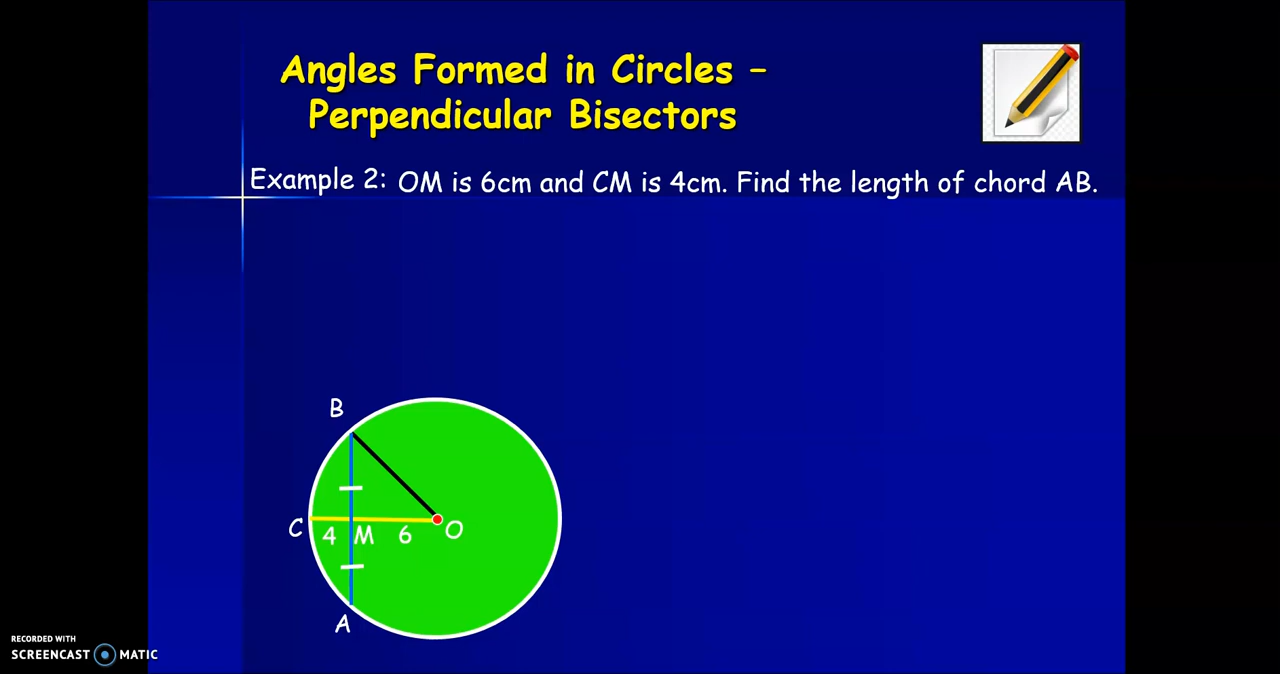 Angles Formed in Circles –
Perpendicular Bisectors
Example 2: OM is 6cm and CM is 4cm. Find the length of chord AB.
B
C 4 M 6 O
A
RECORDED WITH
SCREENCAST MATIC